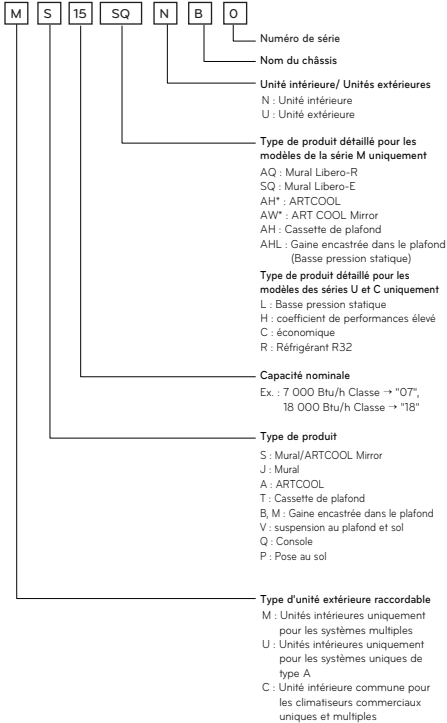 M S 15 SQ N B 0
Numéro de série
Nom du châssis
Unité intérieure/ Unités extérieures
N : Unité intérieure
U : Unité extérieure
Type de produit détaillé pour les
modèles de la série M uniquement
AQ : Mural Libero-R
SQ : Mural Libero-E
AH* : ARTCOOL
AW* : ART COOL Mirror
AH : Cassette de plafond
AHL : Gaine encastrée dans le plafond
(Basse pression statique)
Type de produit détaillé pour les
modèles des séries U et C uniquement
L : Basse pression statique
H : coefficient de performances élevé
C : économique
R : Réfrigérant R32
Capacité nominale
Ex. : 7 000 Btu/h Classe → "07",
18 000 Btu/h Classe → "18"
Type de produit
S : Mural/ARTCOOL Mirror
J : Mural
A : ARTCOOL
T : Cassette de plafond
B, M : Gaine encastrée dans le plafond
V : suspension au plafond et sol
Q : Console
P : Pose au sol
Type d'unité extérieure raccordable
M : Unités intérieures uniquement
pour les systèmes multiples
U : Unités intérieures uniquement
pour les systèmes uniques de
type A
C : Unité intérieure commune pour
les climatiseurs commerciaux
uniques et multiples